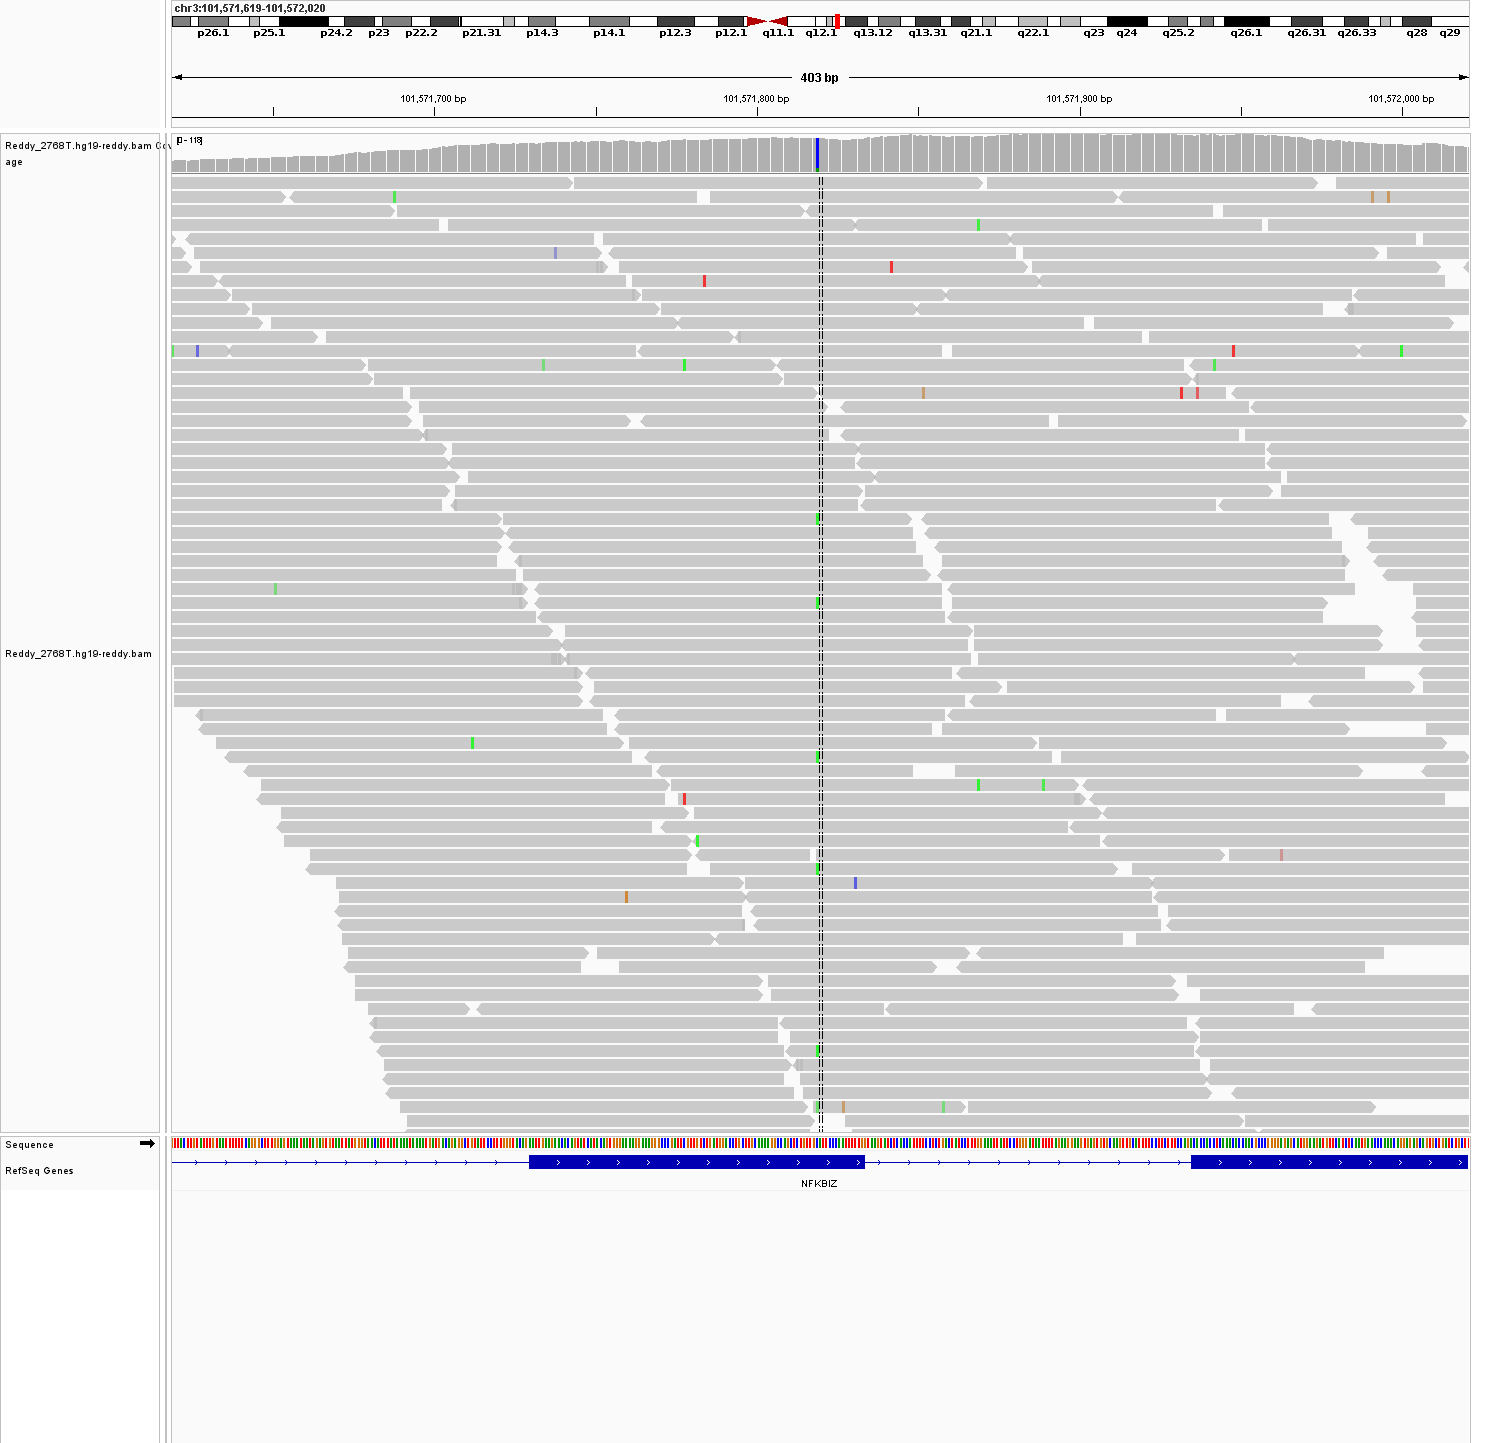 chr3:101,571,619-101,572,020
p26.1 p25.1 p24.2 p23 p22.2 p21.31 p14.3 p14.1 p12.3 p12.1 q11.1 q12.1 q13.12 q13.31 q21.1 q22.1 q23 q24 q25.2 q26.1 q26.31 q26.33 q28 q29
403 bp
101,571,700 bp 101,571,800 bp 101,571,900 bp 101,572,000 bp
[0 - 118]
Reddy_2768T.hg19-reddy.bam Cov
age
Reddy_2768T.hg19-reddy.bam
Sequence
RefSeq Genes
NFKBIZ